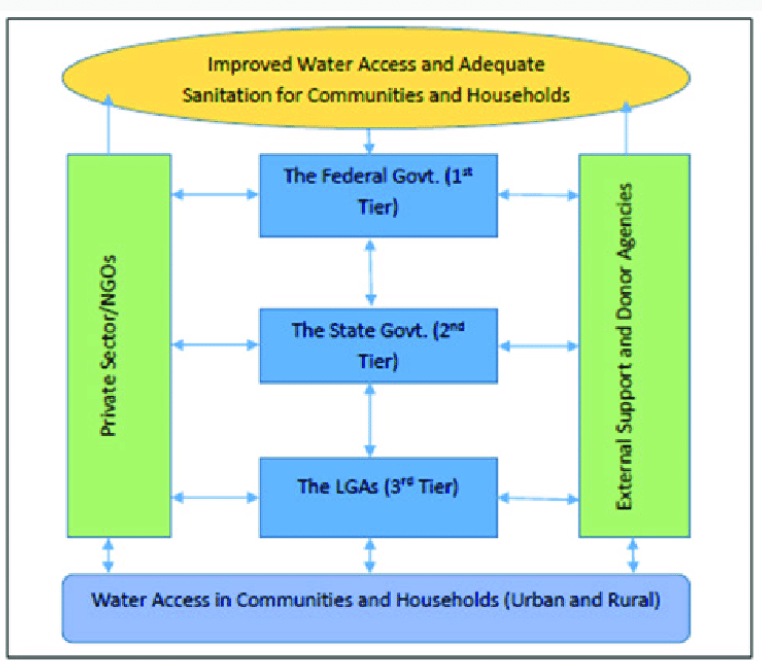 Improved Water Access and Adequate
Sanitation for Communities and Households
The Federal Govt. (1st
Tier)
Private Sector/NGOs
External Support and Donor Agencies
The State Govt. (2nd
Tier)
The LGAs (3rd Tier)
Water Access in Communities and Households (Urban and Rural)